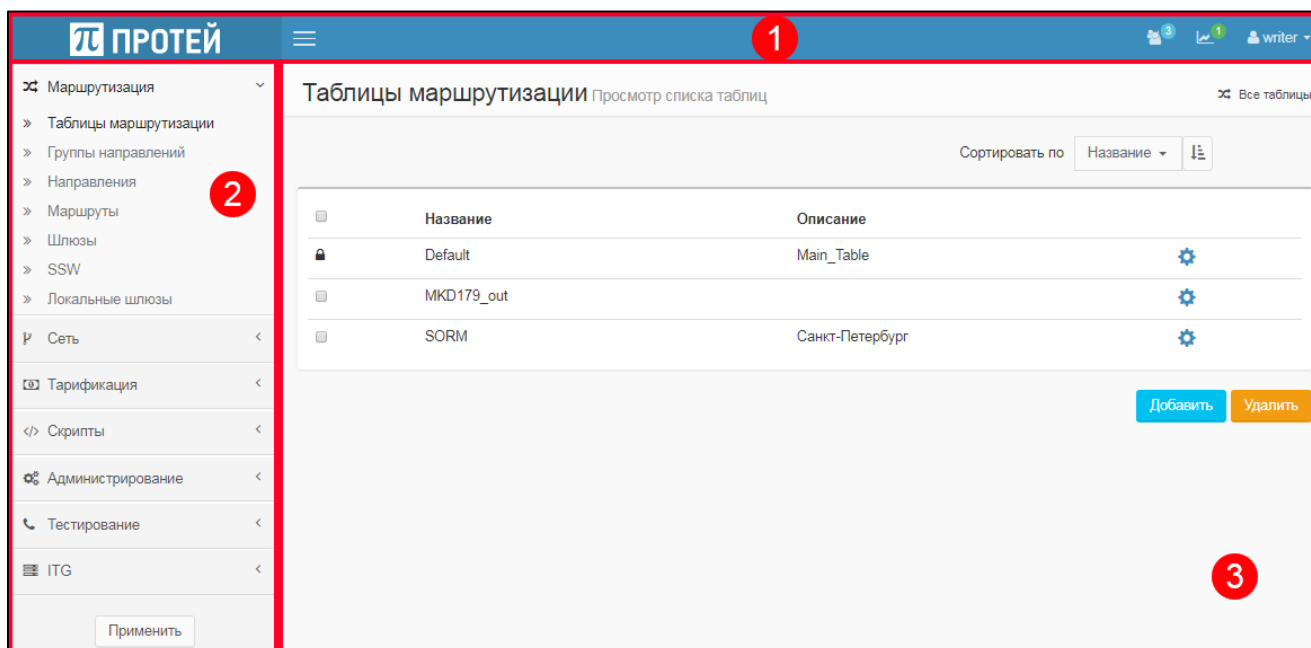 ПРОТЕЙ
1
3
1
writer
Маршрутизация
Таблицы маршрутизации
Группы направлений
Направления
2
Маршруты
Шлюзы
SSW
Локальные шлюзы
Сеть
Тарификация
</> Скрипты
Администрирование
Тестирование
ITG
Применить
Таблицы маршрутизации Просмотр списка таблиц
Все таблицы
Сортировать по Название
Название Описание
Default Main_Table
MKD179_out
SORM Санкт-Петербург
Добавить Удалить
3